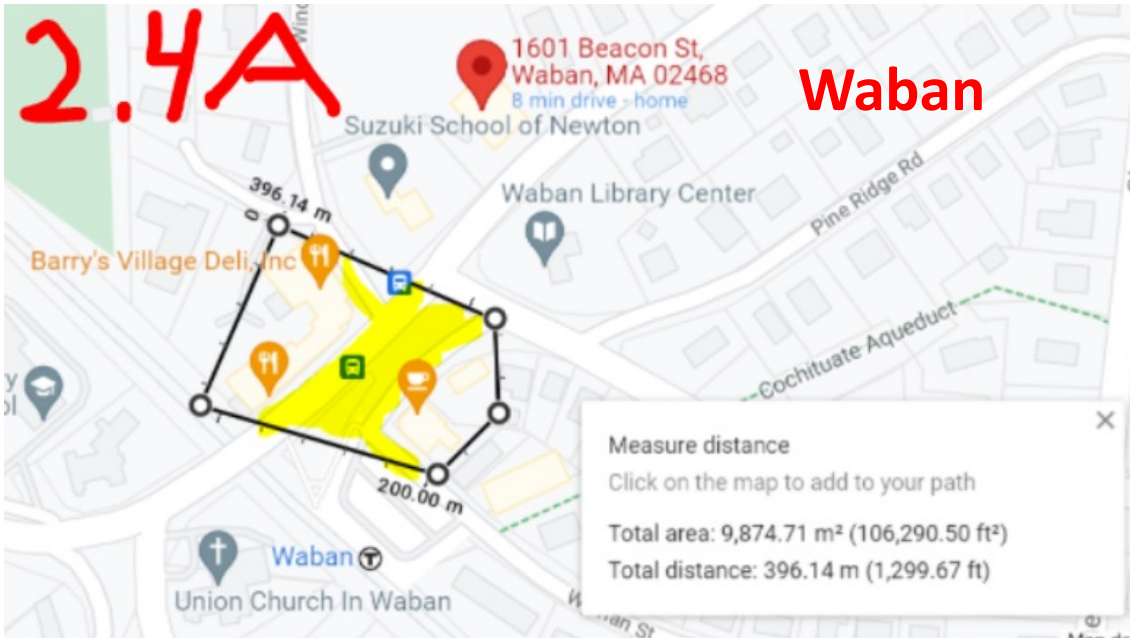 2.4A
Wind
1601 Beacon St,
Waban, MA 02468
8 min drive - home
Waban
Suzuki School of Newton
Waban Library Center
Pine Ridge Rd
396.14 m
0
Barry's Village Deli, Inc
Cochituate Aqueduct
200.00 m
Measure distance
Click on the map to add to your path
Total area: 9,874.71 m² (106,290.50 ft²)
Total distance: 396.14 m (1,299.67 ft)
Waban T
Union Church In Waban